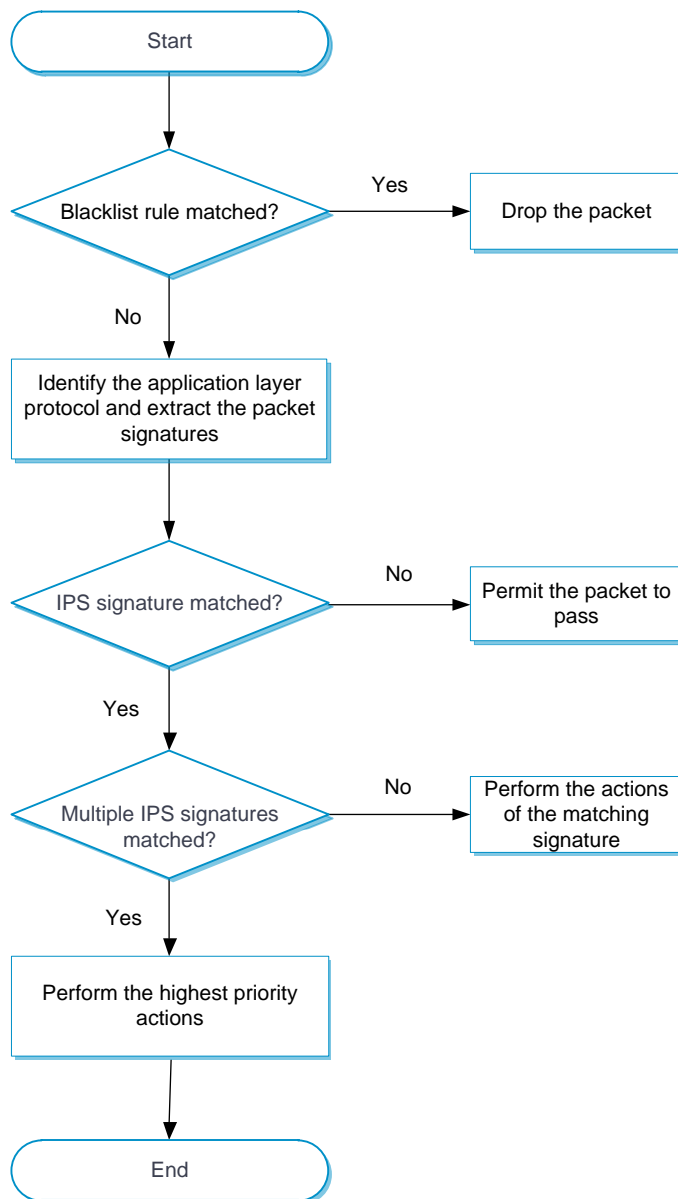 Start
Blacklist rule matched?
Yes
Drop the packet
No
Identify the application layer
protocol and extract the packet
signatures
IPS signature matched?
No
Permit the packet to
pass
Yes
Multiple IPS signatures
matched?
No
Perform the actions
of the matching
signature
Yes
Perform the highest priority
actions
End